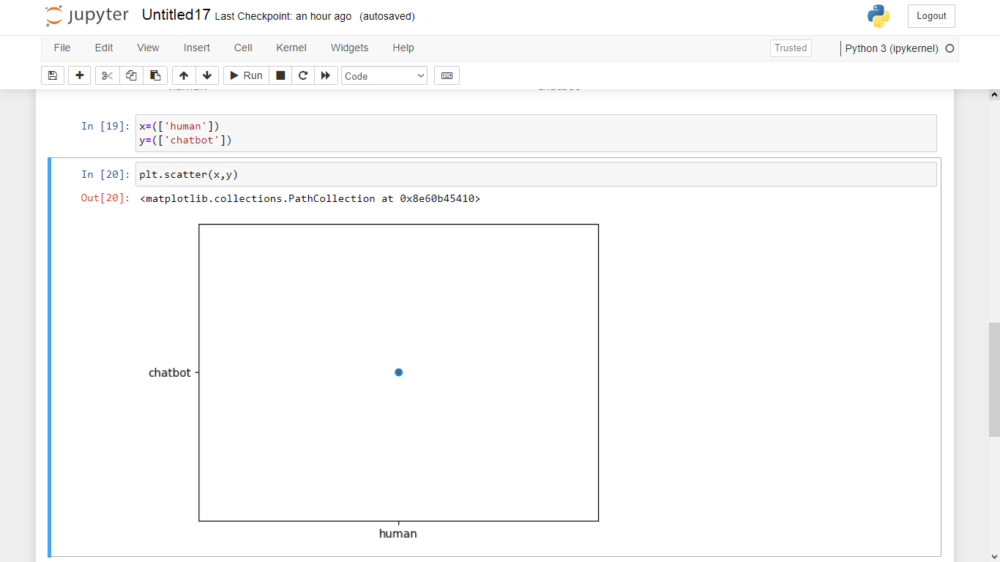 jupyter Untitled17 Last Checkpoint: an hour ago (autosaved) Logout
File Edit View Insert Cell Kernel Widgets Help Trusted Python 3 (ipykernel)
Run Code
In [19]: x=(['human'])
y=(['chatbot'])
In [20]: plt.scatter(x,y)
Out[20]: <matplotlib.collections.PathCollection at 0x8e60b45410>
chatbot
human